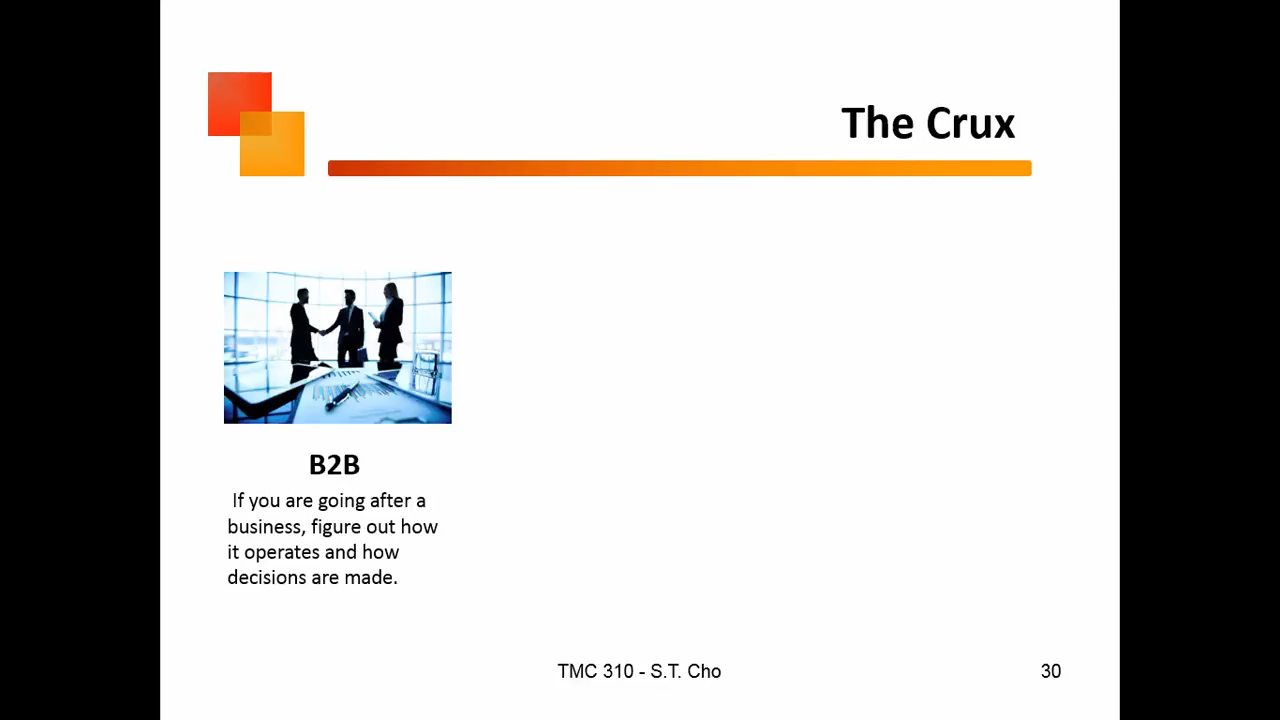 The Crux
B2B
If you are going after a
business, figure out how
it operates and how
decisions are made.
TMC 310 - S.T. Cho
30